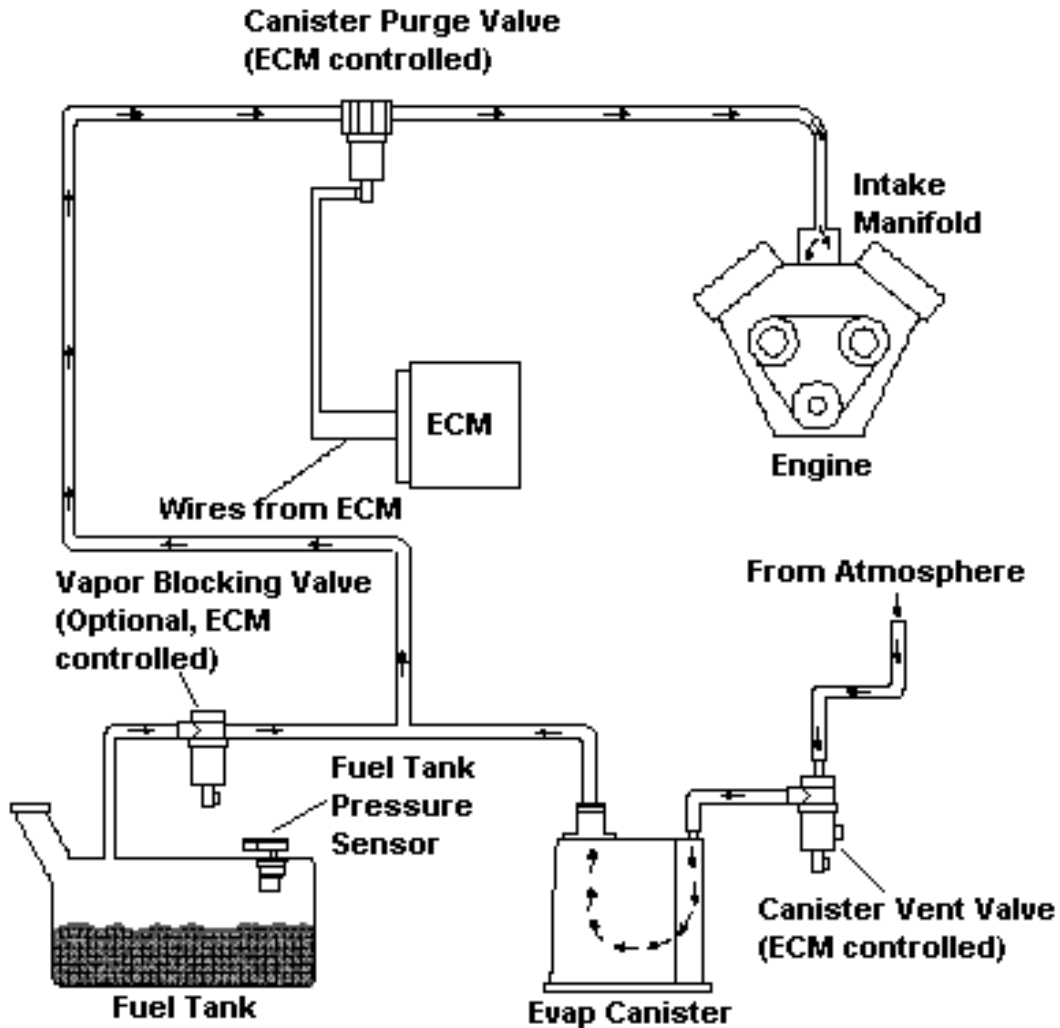 Canister Purge Valve
(ECM controlled)
Intake
Manifold
ECM
Engine
Wires from ECM
Vapor Blocking Valve
(Optional, ECM
controlled)
From Atmosphere
Fuel Tank
Pressure
Sensor
Canister Vent Valve
(ECM controlled)
Fuel Tank
Evap Canister